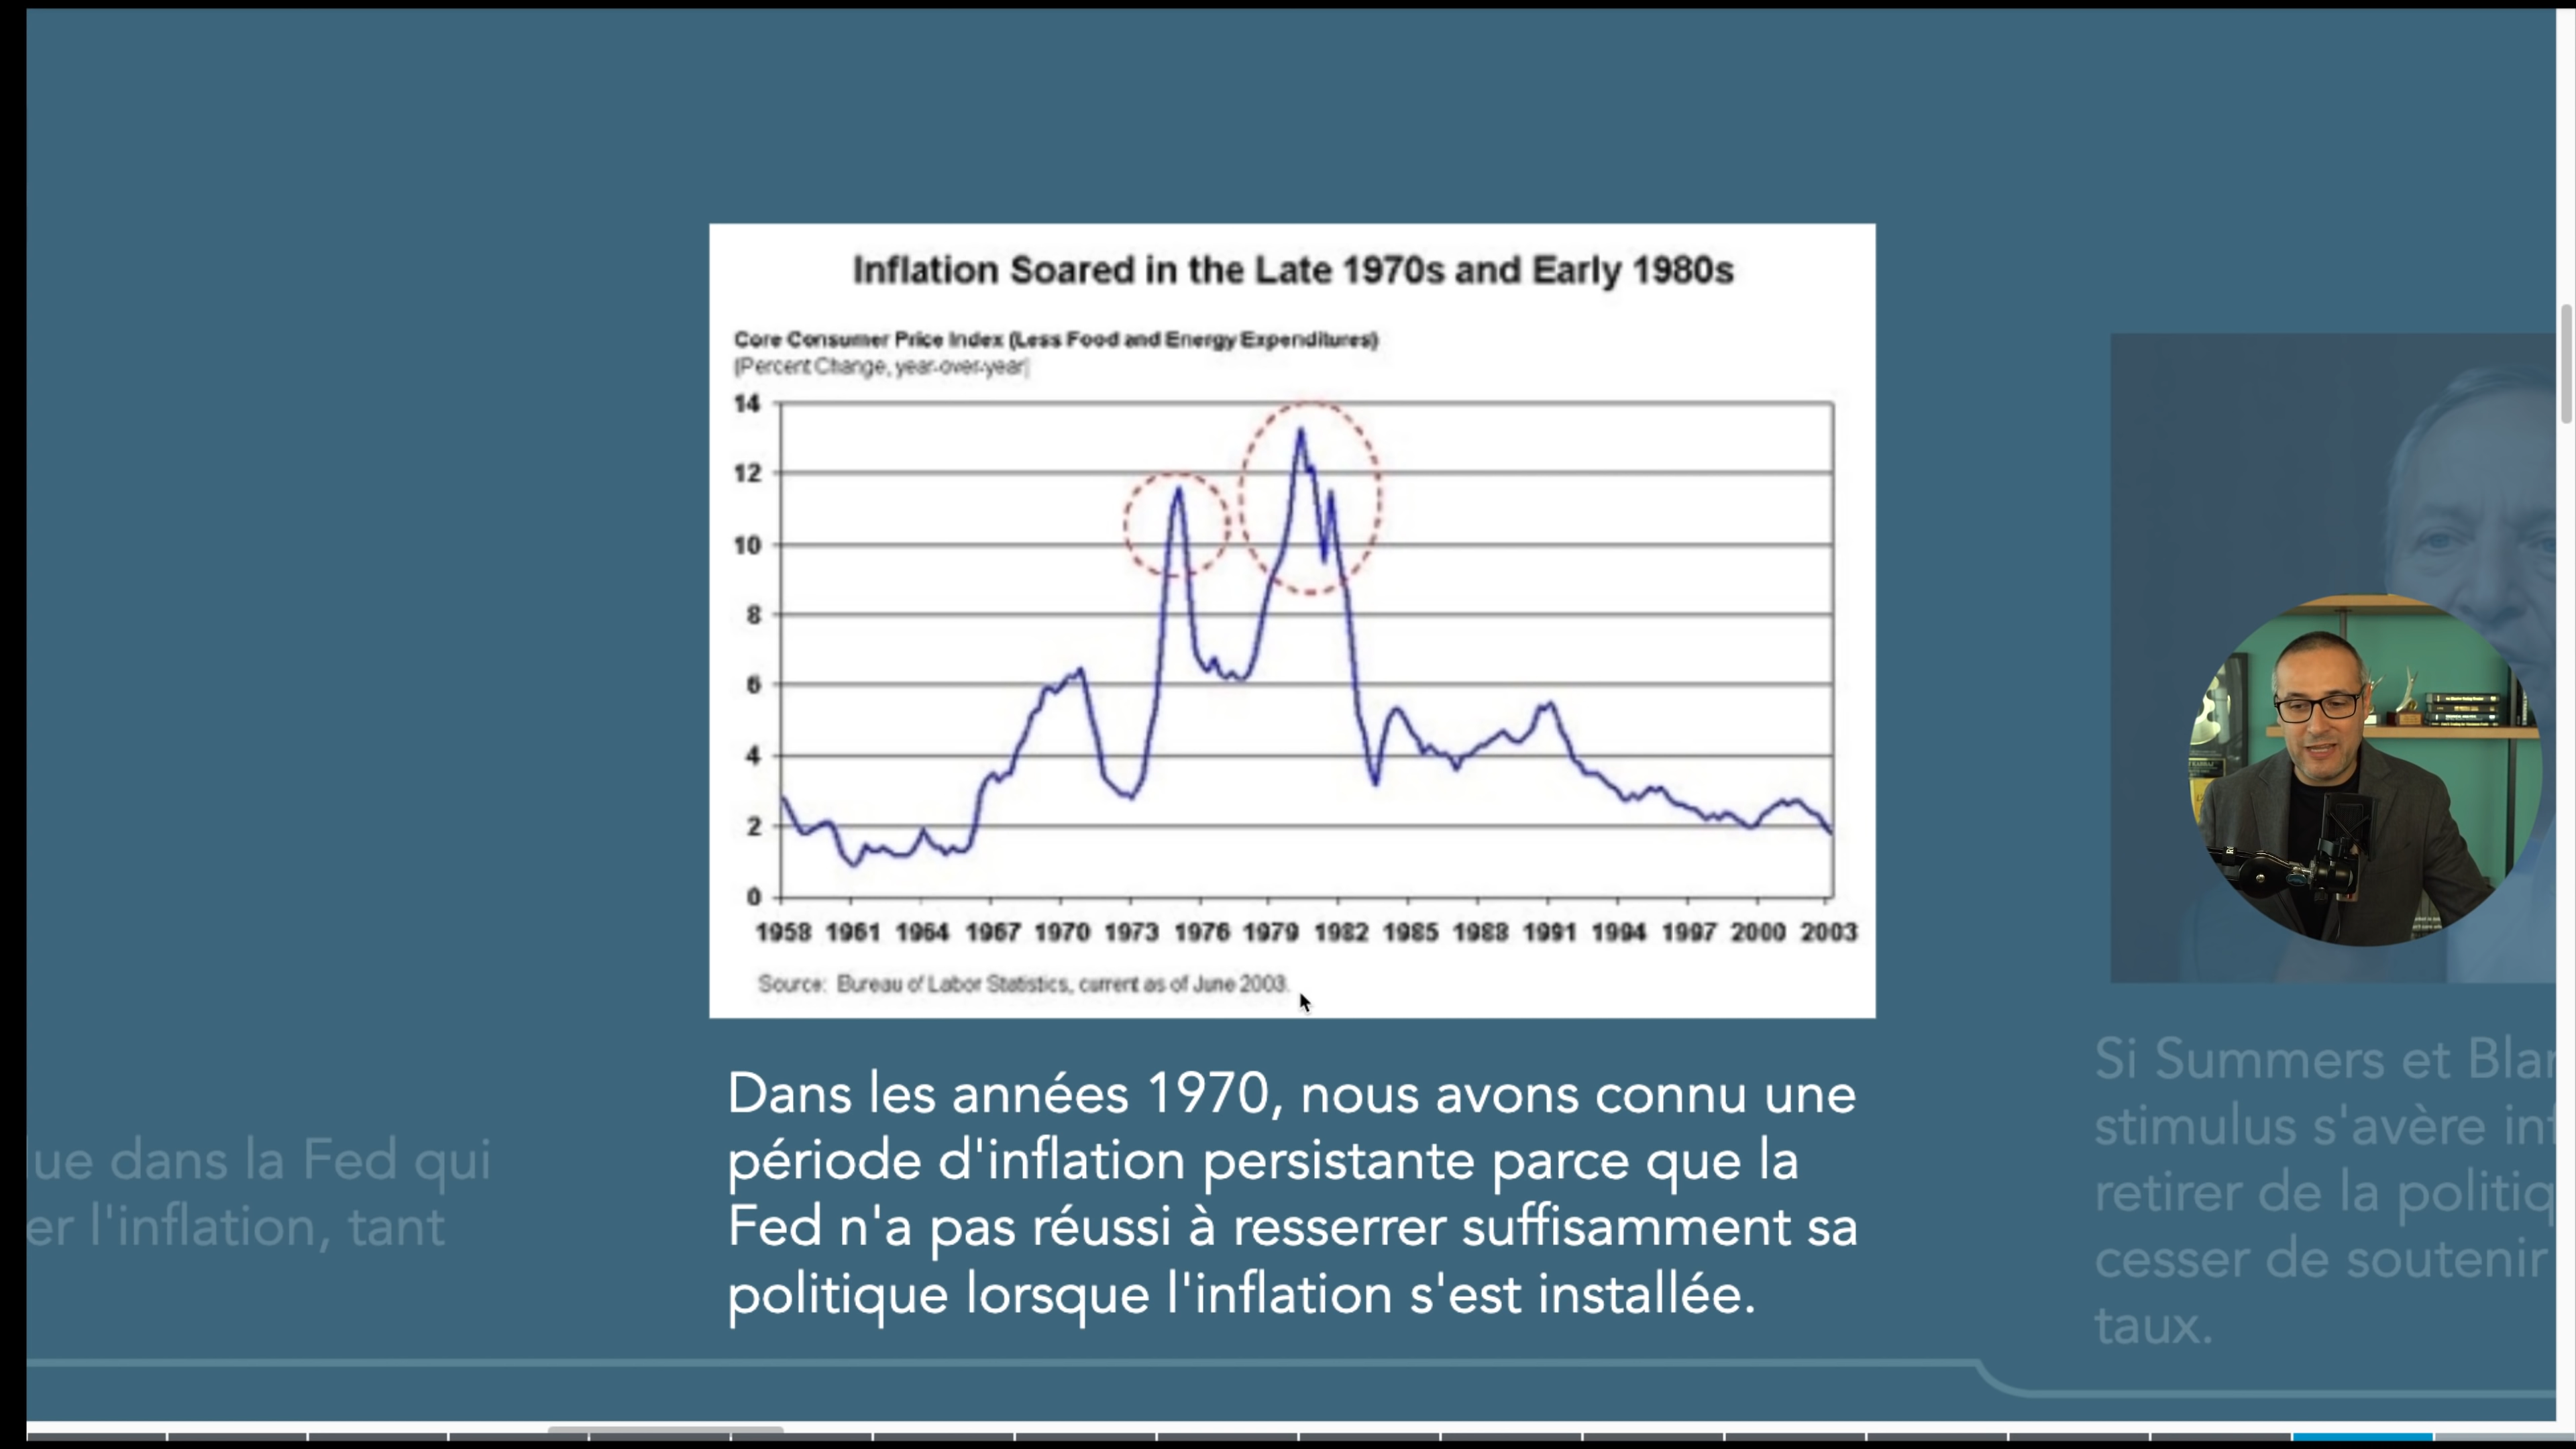 Inflation Soared in the Late 1970s and Early 1980s
Core Consumer Price Index (Less Food and Energy Expenditures)
(Percent Change, year-over-year)
14
12
10
8
6
4
2
0
1958 1961 1964 1967 1970 1973 1976 1979 1982 1985 1988 1991 1994 1997 2000 2003
Source: Bureau of Labor Statistics, current as of June 2003.
Dans les années 1970, nous avons connu une
période d'inflation persistante parce que la
Fed n'a pas réussi à resserrer suffisamment sa
politique lorsque l'inflation s'est installée.
ue dans la Fed qui
er l'inflation, tant
Si Summers et Blan
stimulus s'avère in
retirer de la politiq
cesser de soutenir
taux.